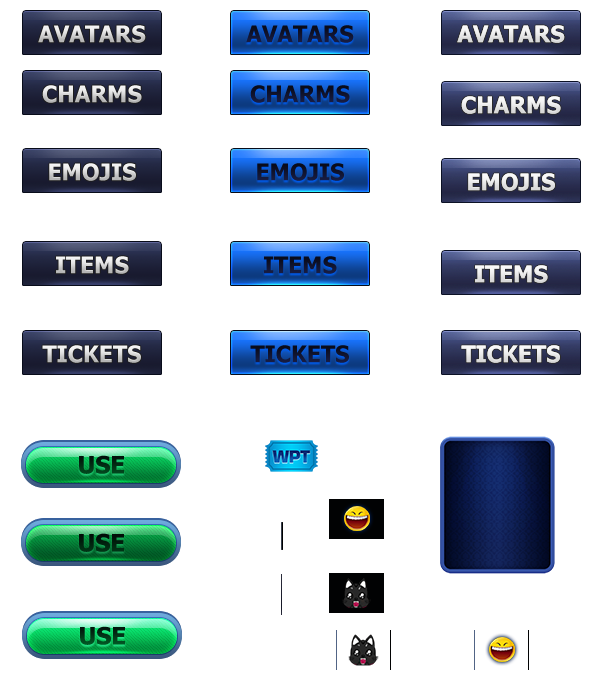 AVATARS AVATARS AVATARS
CHARMS CHARMS CHARMS
EMOJIS EMOJIS EMOJIS
ITEMS ITEMS ITEMS
TICKETS TICKETS TICKETS
USE WPT
USE
USE